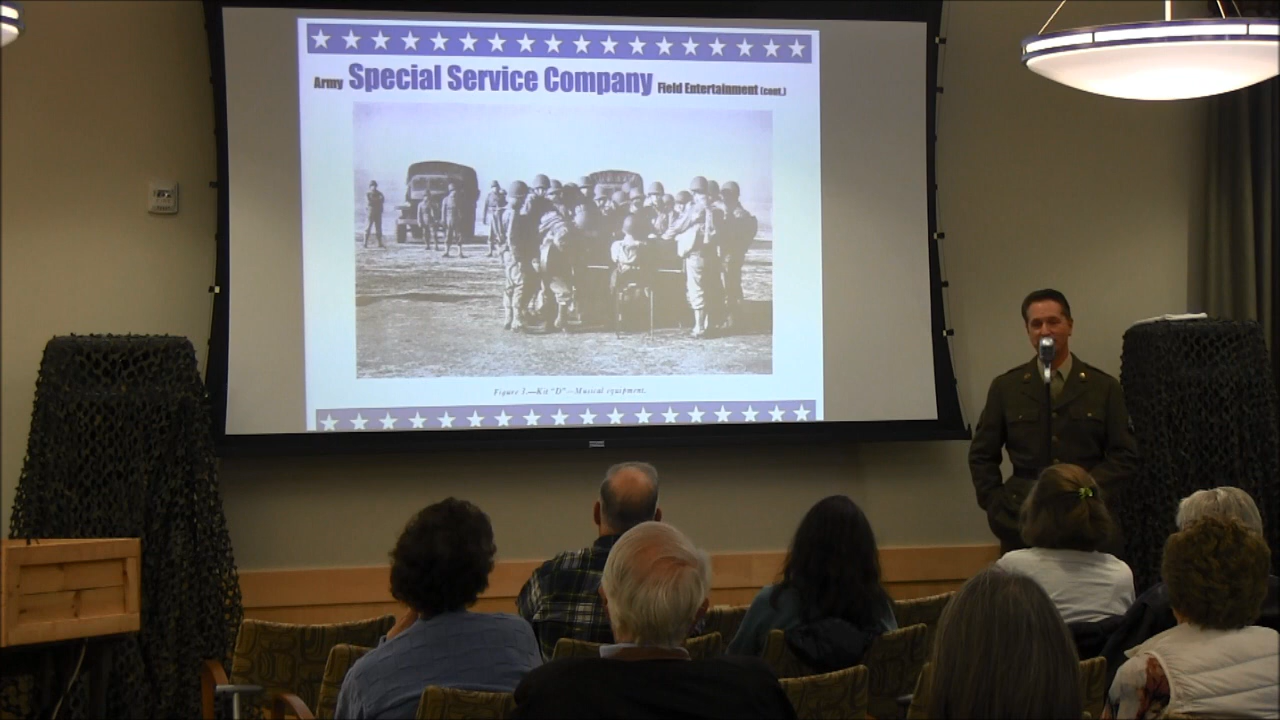 Army Special Service Company Field Entertainment (cont.)
Figure 1.—Kit "D"—Musical equipment.